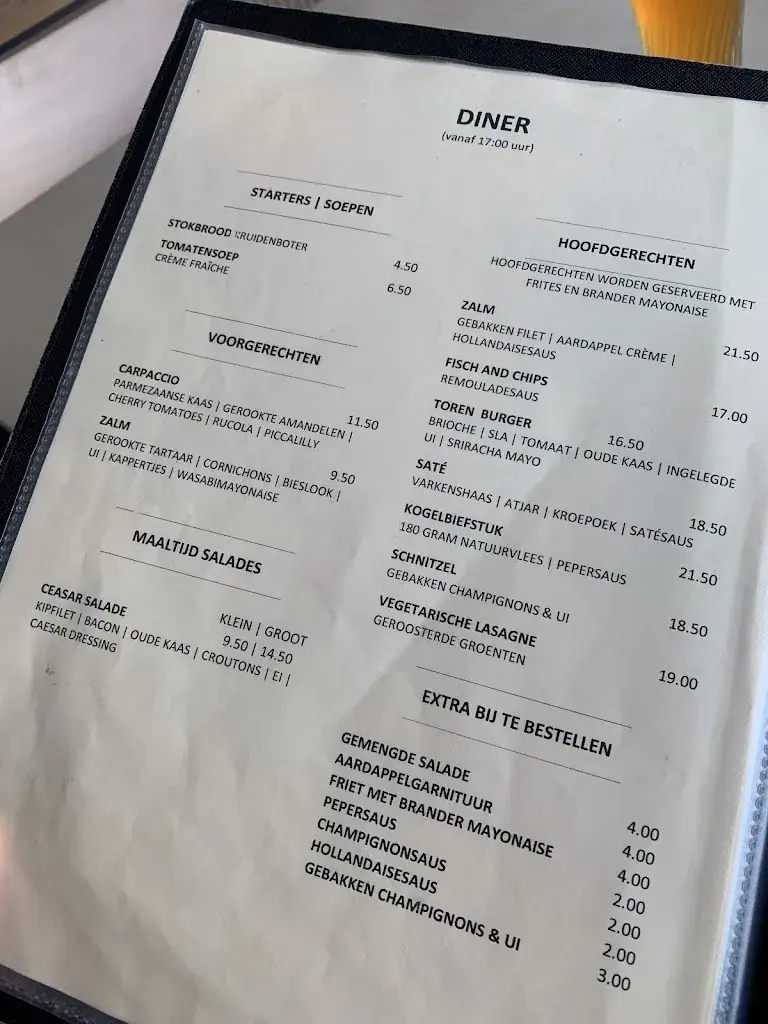 DINER
(vanaf 17:00 uur)
STARTERS | SOEPEN
STOKBROOD KRUIDENBOTER
4.50
TOMATENSOEP
CRÈME FRAÎCHE
6.50
VOORGERECHTEN
CARPACCIO
11.50
PARMEZAANSE KAAS | GEROOKTE AMANDELEN |
CHERRY TOMATOES | RUCOLA | PICCALILLY
ZALM
9.50
GEROOKTE TARTAAR | CORNICHONS | BIESLOOK |
UI | KAPPERTJES | WASABIMAYONAISE
MAALTIJD SALADES
KLEIN | GROOT
CEASAR SALADE
9.50 | 14.50
KIPFILET | BACON | OUDE KAAS | CROUTONS | EI |
CAESAR DRESSING
HOOFDGERECHTEN
HOOFDGERECHTEN WORDEN GESERVEERD MET
FRITES EN BRANDER MAYONAISE
ZALM
21.50
GEBAKKEN FILET | AARDAPPEL CRÈME |
HOLLANDAISESAUS
FISCH AND CHIPS
17.00
REMOULADESAUS
TOREN BURGER
16.50
BRIOCHE | SLA | TOMAAT | OUDE KAAS | INGELEGDE
UI | SRIRACHA MAYO
SATÉ
18.50
VARKENSHAAS | ATJAR | KROEPOEK | SATÉSAUS
KOGELBIEFSTUK
21.50
180 GRAM NATUURVLEES | PEPERSAUS
SCHNITZEL
18.50
GEBAKKEN CHAMPIGNONS & UI
VEGETARISCHE LASAGNE
19.00
GEROOSTERDE GROENTEN
EXTRA BIJ TE BESTELLEN
GEMENGDE SALADE 4.00
AARDAPPELGARNITUUR 4.00
FRIET MET BRANDER MAYONAISE 4.00
PEPERSAUS 2.00
CHAMPIGNONSAUS 2.00
HOLLANDAISESAUS 2.00
GEBAKKEN CHAMPIGNONS & UI 3.00